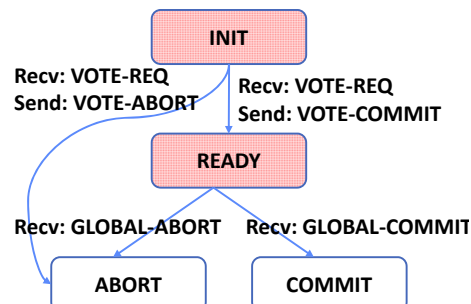 INIT
Recv: VOTE-REQ
Send: VOTE-ABORT
Recv: VOTE-REQ
Send: VOTE-COMMIT
READY
Recv: GLOBAL-ABORT
Recv: GLOBAL-COMMIT
ABORT
COMMIT